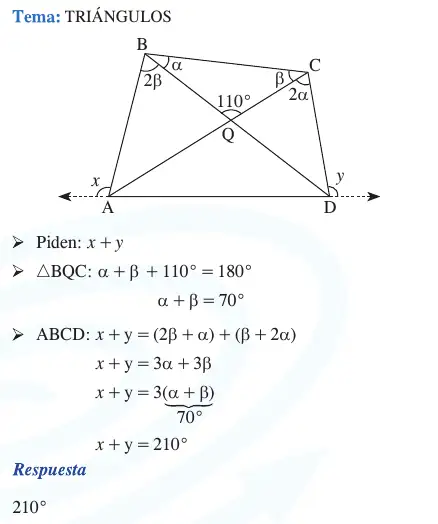 Tema: TRIÁNGULOS
B
α
2β
β
C
2α
110°
Q
x
y
A
D
➤ Piden: x + y
➤ △BQC: α + β + 110° = 180°
α + β = 70°
➤ ABCD: x + y = (2β + α) + (β + 2α)
x + y = 3α + 3β
x + y = 3(α + β)
70°
x + y = 210°
Respuesta
210°